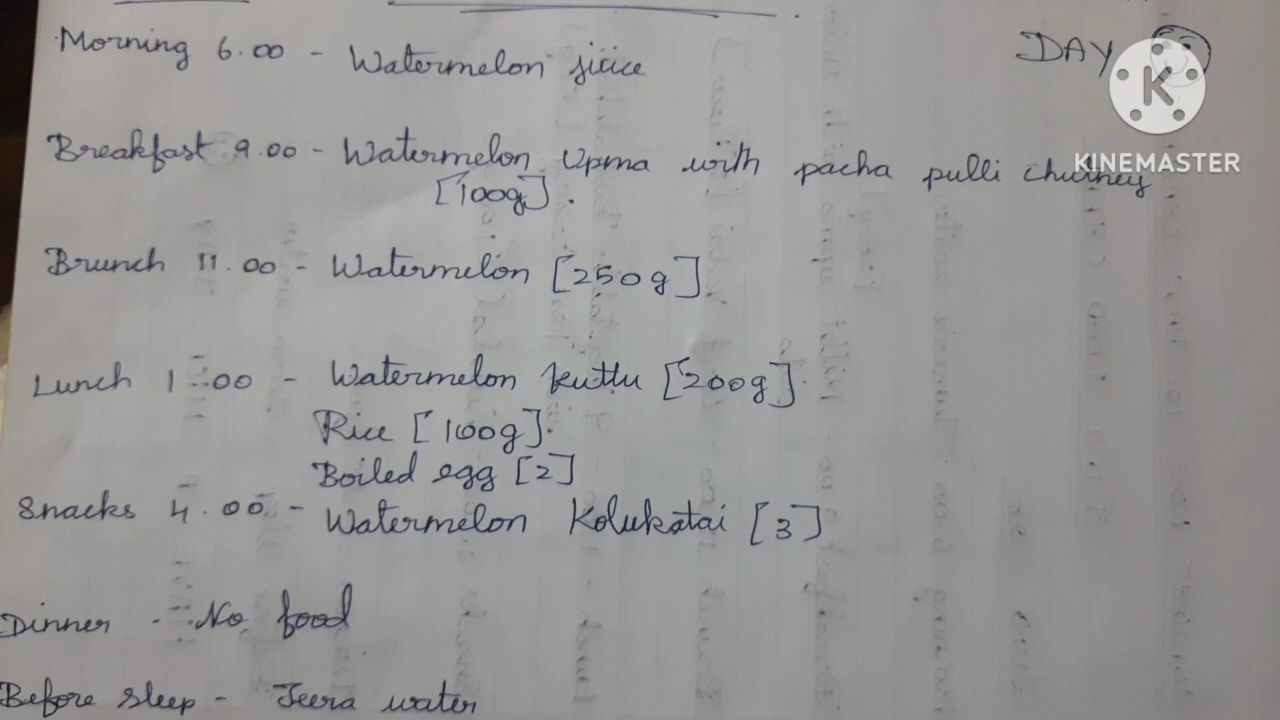 Morning 6.00 - Watermelon juice
DAY
K
KINEMASTER
Breakfast 9.00 - Watermelon Upma with pacha pulli chutney
[100g].
Brunch 11.00 - Watermelon [250g]
Lunch 1.00 - Watermelon kuttu [200g].
Rice [100g].
Boiled egg [2]
Snacks 4.00 - Watermelon Kolukatai [3]
Dinner - No food
Before sleep - Jeera water